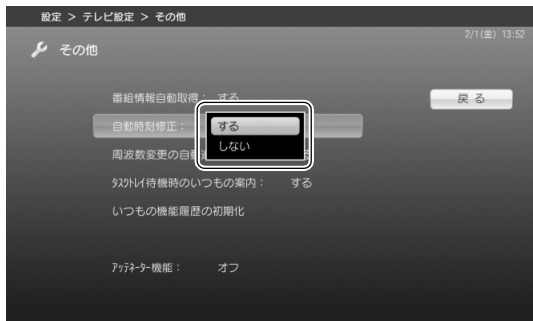 設定 > テレビ設定 > その他
2/1(金) 13:52
その他
番組情報自動取得： する
戻る
自動時刻修正： する
しない
周波数変更の自動
ﾀｽｸﾄﾚｲ待機時のいつもの案内： する
いつもの機能履歴の初期化
ｱｯﾃﾈｰﾀｰ機能： オフ